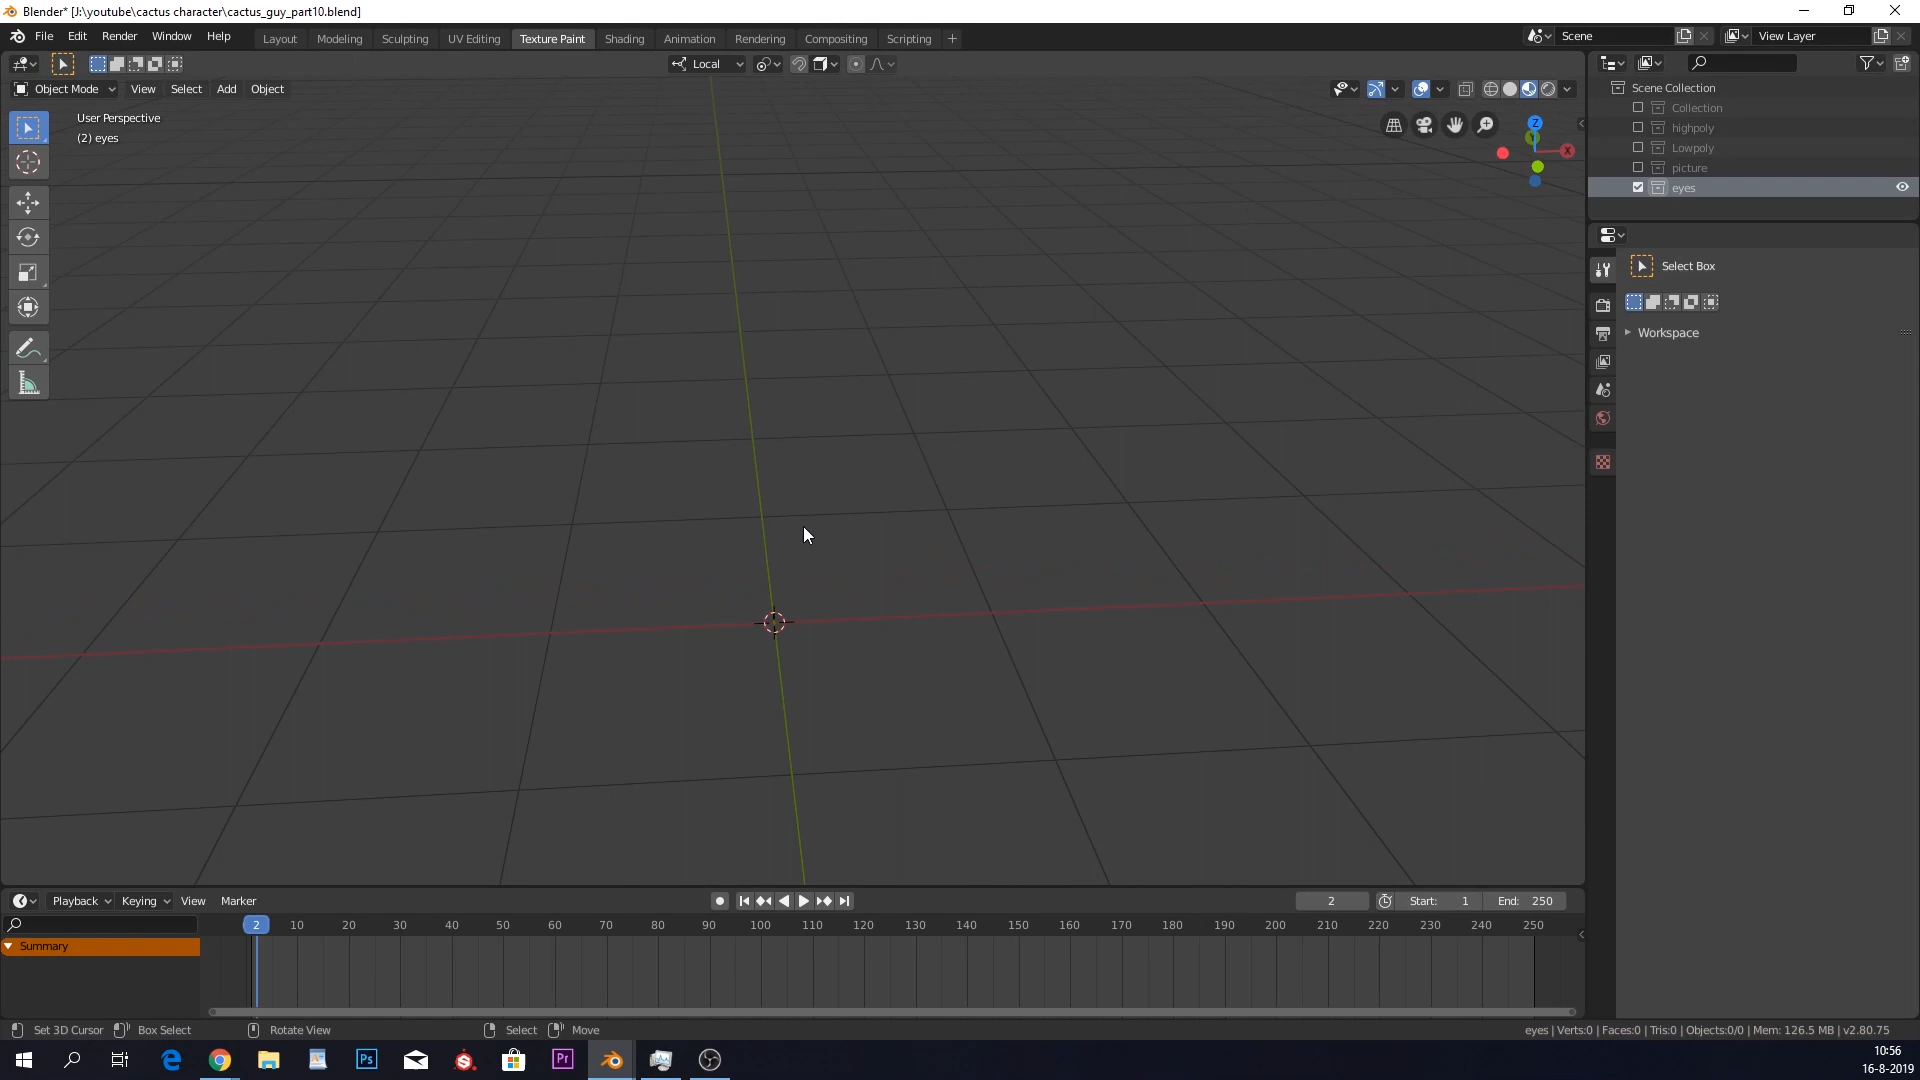 Blender* [J:\youtube\cactus character\cactus_guy_part10.blend]
File Edit Render Window Help Layout Modeling Sculpting UV Editing Texture Paint Shading Animation Rendering Compositing Scripting + Scene View Layer
Local
Object Mode View Select Add Object
User Perspective
(2) eyes
Z
Y
X
Scene Collection
Collection
highpoly
Lowpoly
picture
eyes
Select Box
Workspace
Playback Keying View Marker 2 Start: 1 End: 250
2 10 20 30 40 50 60 70 80 90 100 110 120 130 140 150 160 170 180 190 200 210 220 230 240 250
Summary
Set 3D Cursor Box Select Rotate View Select Move eyes | Verts:0 | Faces:0 | Tris:0 | Objects:0/0 | Mem: 126.5 MB | v2.80.75
Ps Pr
10:56
16-8-2019